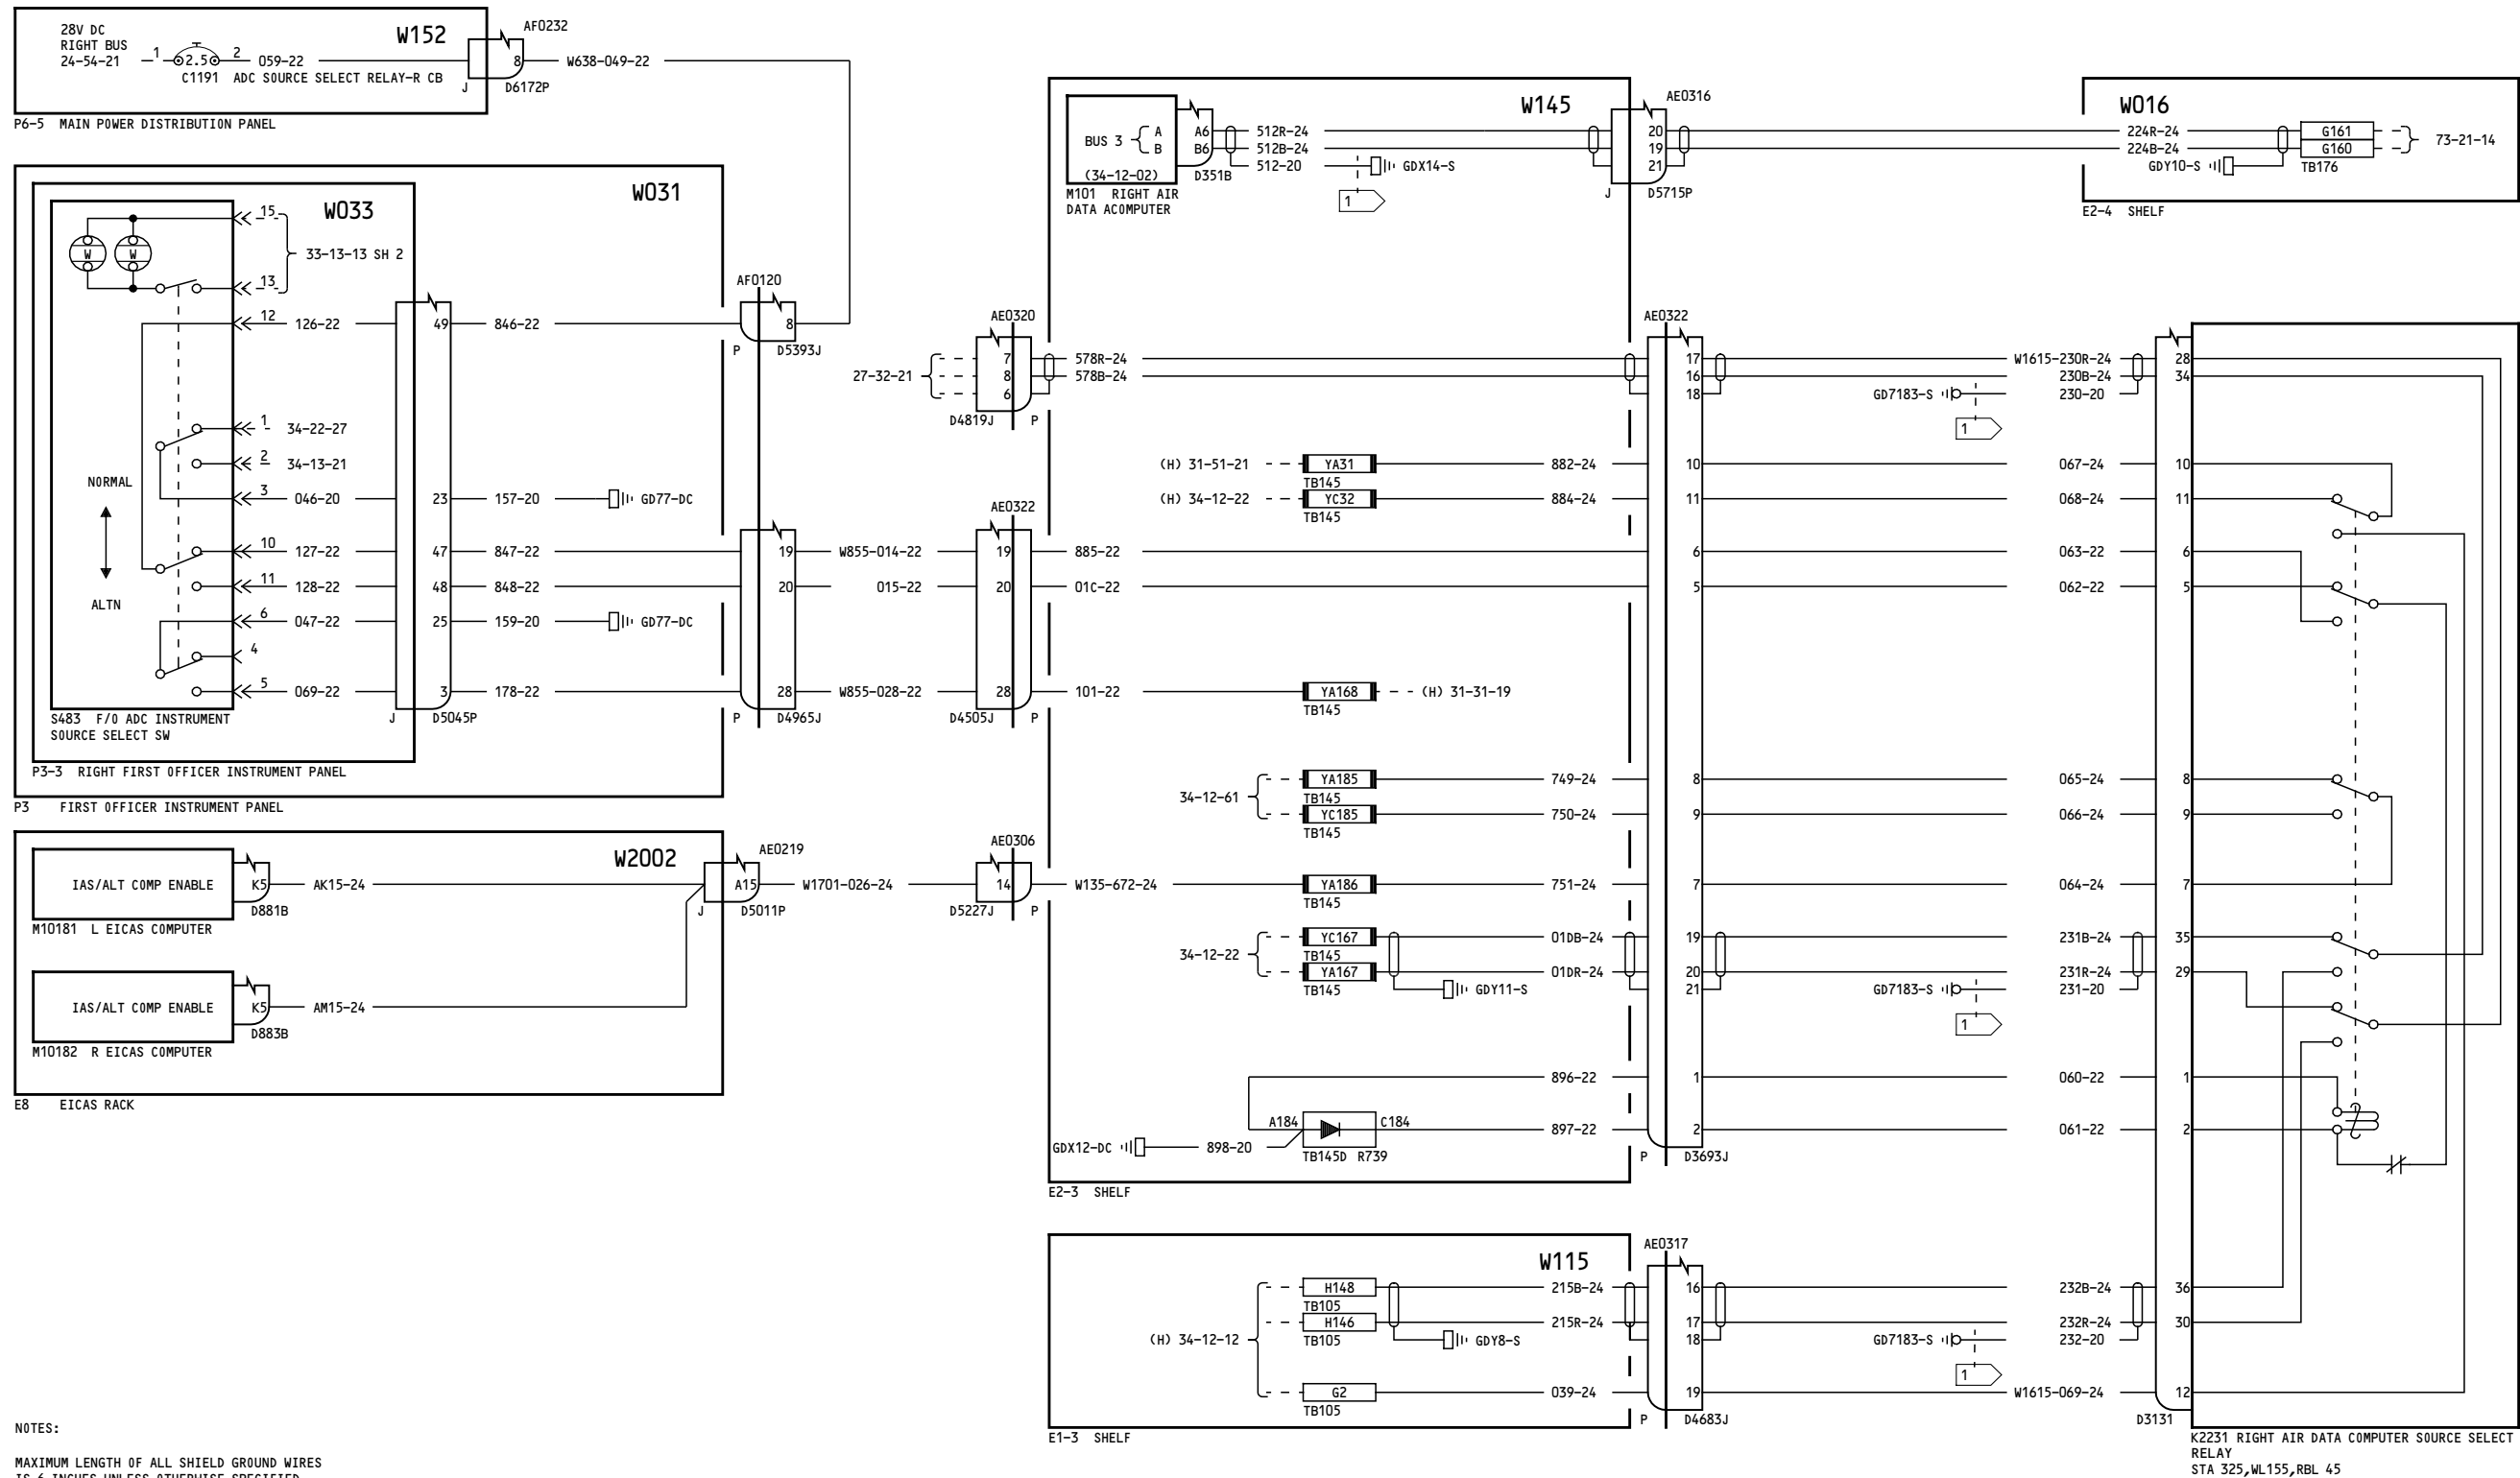 28V DC
RIGHT BUS
24-54-21
1
2.5
2
059-22
C1191 ADC SOURCE SELECT RELAY-R CB
W152
AF0232
8
J
D6172P
W638-049-22
P6-5 MAIN POWER DISTRIBUTION PANEL
W031
W033
15
33-13-13 SH 2
13
W
W
12
126-22
49
846-22
AF0120
8
P
D5393J
1
34-22-27
2
34-13-21
NORMAL
3
046-20
23
157-20
GD77-DC
10
127-22
47
847-22
19
W855-014-22
11
128-22
48
848-22
20
015-22
ALTN
6
047-22
25
159-20
GD77-DC
4
5
069-22
3
178-22
28
W855-028-22
S483 F/O ADC INSTRUMENT
SOURCE SELECT SW
J
D5045P
P
D4965J
P3-3 RIGHT FIRST OFFICER INSTRUMENT PANEL
P3 FIRST OFFICER INSTRUMENT PANEL
W2002
IAS/ALT COMP ENABLE
K5
AK15-24
D881B
M10181 L EICAS COMPUTER
AE0219
A15
J
D5011P
W1701-026-24
IAS/ALT COMP ENABLE
K5
AM15-24
D883B
M10182 R EICAS COMPUTER
E8 EICAS RACK
W145
BUS 3
A
B
A6
B6
512R-24
512B-24
512-20
GDX14-S
1
(34-12-02)
D351B
M101 RIGHT AIR
DATA ACOMPUTER
AE0316
20
19
21
J
D5715P
W016
224R-24
224B-24
GDY10-S
G161
G160
TB176
73-21-14
E2-4 SHELF
AE0320
27-32-21
7
8
6
D4819J
P
578R-24
578B-24
AE0322
17
16
18
W1615-230R-24
230B-24
230-20
GD7183-S
1
28
34
(H) 31-51-21
YA31
TB145
882-24
10
067-24
10
(H) 34-12-22
YC32
TB145
884-24
11
068-24
11
AE0322
19
885-22
6
063-22
6
20
01C-22
5
062-22
5
28
101-22
YA168
TB145
(H) 31-31-19
D4505J
P
34-12-61
YA185
TB145
749-24
8
065-24
8
YC185
TB145
750-24
9
066-24
9
AE0306
14
D5227J
P
W135-672-24
YA186
TB145
751-24
7
064-24
7
34-12-22
YC167
TB145
01DB-24
19
231B-24
35
YA167
TB145
01DR-24
20
231R-24
29
GDY11-S
21
GD7183-S
231-20
1
896-22
1
060-22
1
A184
C184
897-22
2
061-22
2
GDX12-DC
898-20
TB145D R739
P
D3693J
E2-3 SHELF
W115
AE0317
(H) 34-12-12
H148
TB105
215B-24
16
232B-24
36
H146
TB105
215R-24
17
232R-24
30
GDY8-S
18
GD7183-S
232-20
1
G2
TB105
039-24
19
W1615-069-24
12
P
D4683J
D3131
E1-3 SHELF
K2231 RIGHT AIR DATA COMPUTER SOURCE SELECT
RELAY
STA 325,WL155,RBL 45
NOTES:
MAXIMUM LENGTH OF ALL SHIELD GROUND WIRES
IS 6 INCHES UNLESS OTHERWISE SPECIFIED